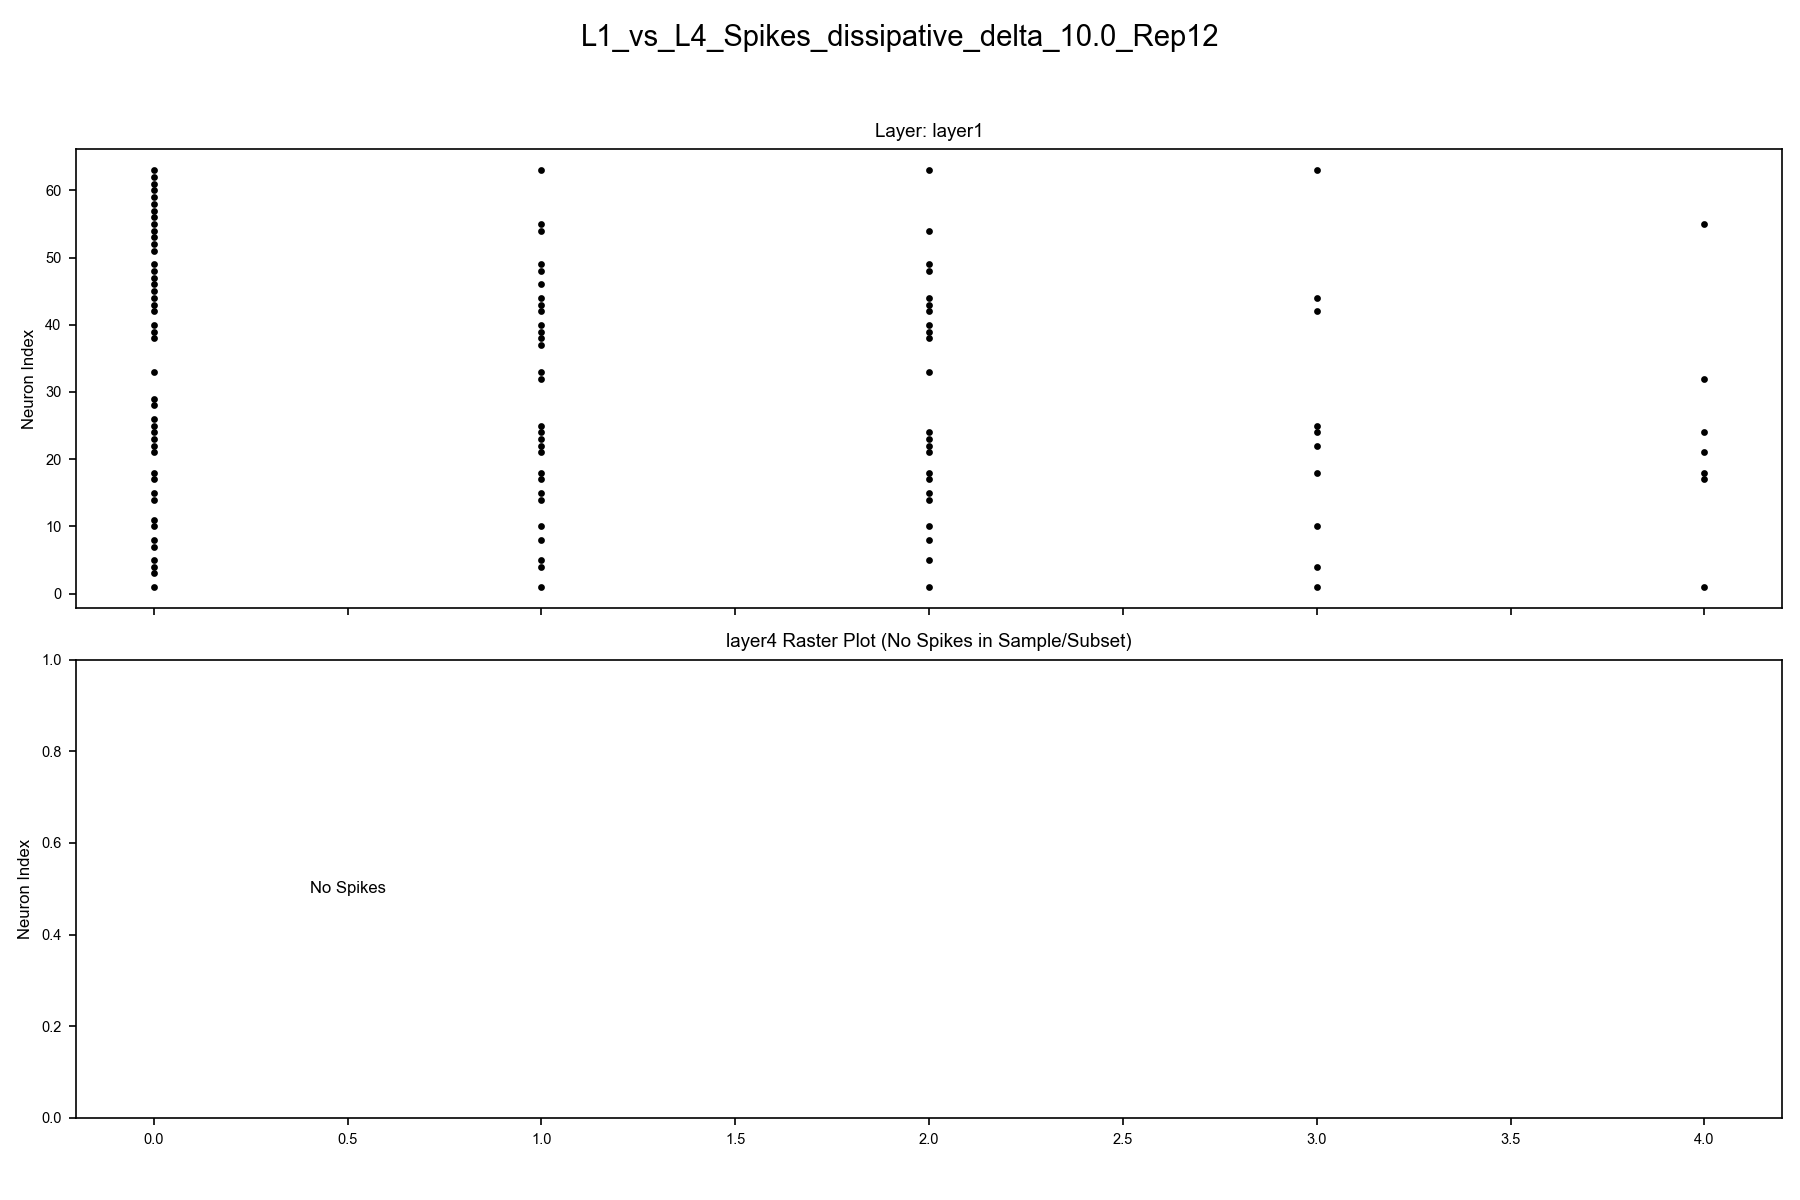 L1_vs_L4_Spikes_dissipative_delta_10.0_Rep12
Layer: layer1
Neuron Index
60
50
40
30
20
10
0
layer4 Raster Plot (No Spikes in Sample/Subset)
Neuron Index
1.0
0.8
0.6
0.4
0.2
0.0
No Spikes
0.0 0.5 1.0 1.5 2.0 2.5 3.0 3.5 4.0